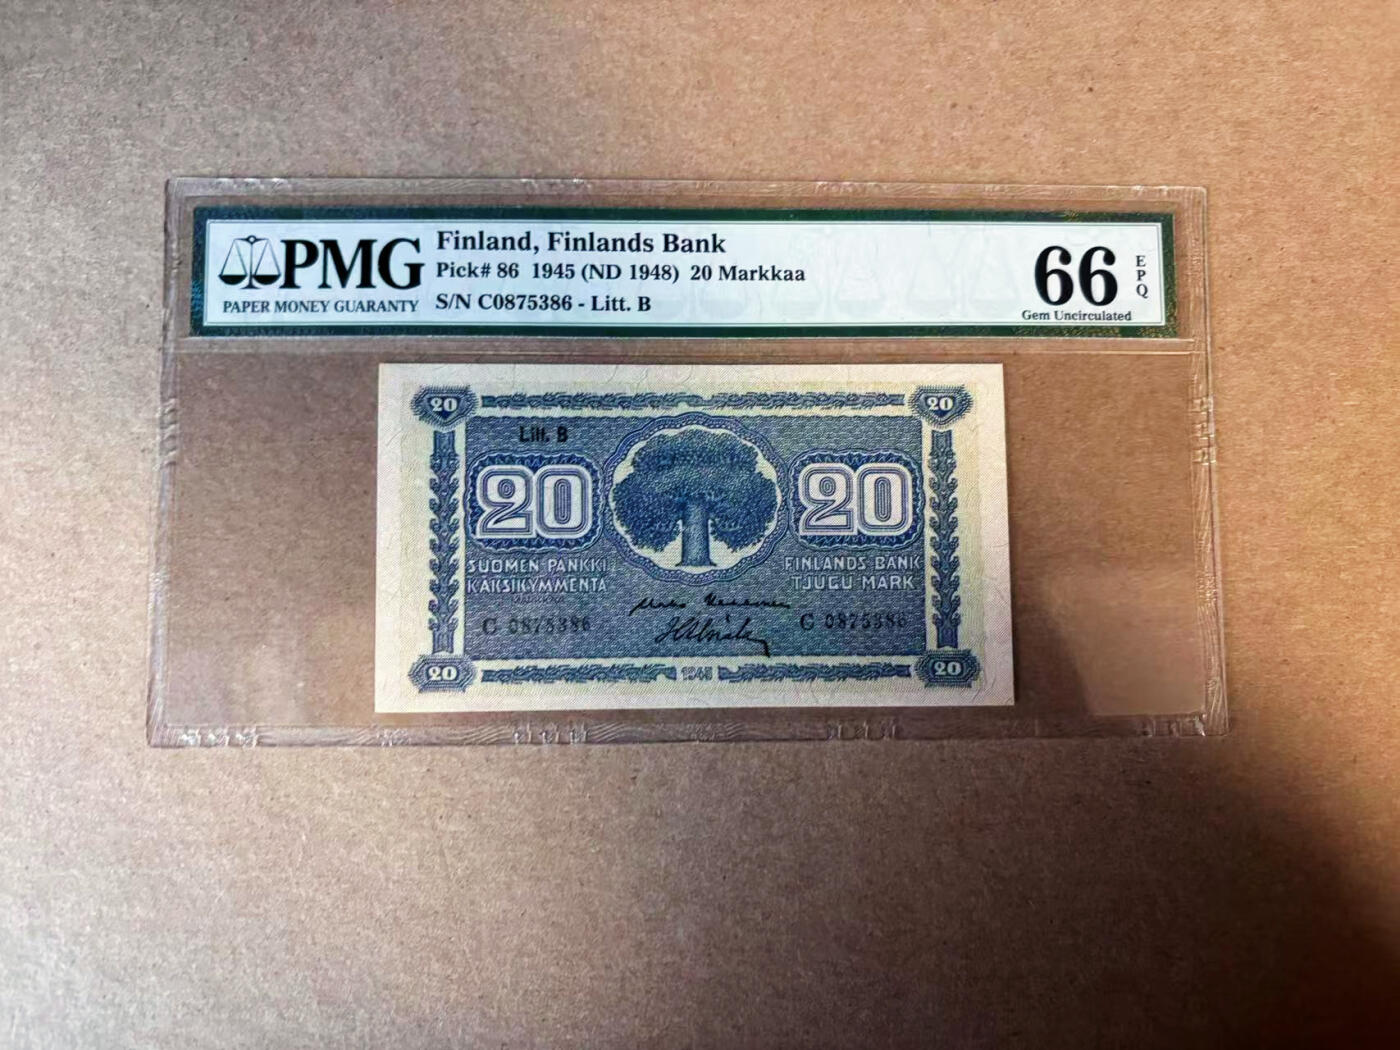 PMG
PAPER MONEY GUARANTY
Finland, Finlands Bank
Pick# 86 1945 (ND 1948) 20 Markkaa
S/N C0875386 - Litt. B
66
EPQ
Gem Uncirculated
20
20
Litt. B
20
20
SUOMEN PANKKI
KAKSIKYMMENTÄ
FINLANDS BANK
TJUGU MARK
C 0875386
C 0875386
20
1945
20